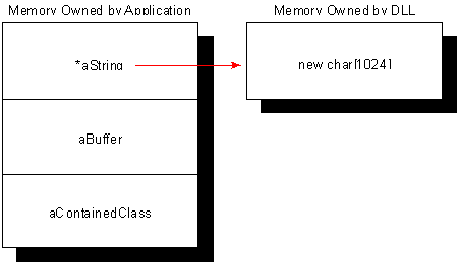 Memory Owned by Application
Memory Owned by DLL
*aString
new char[1024]
aBuffer
aContainedClass